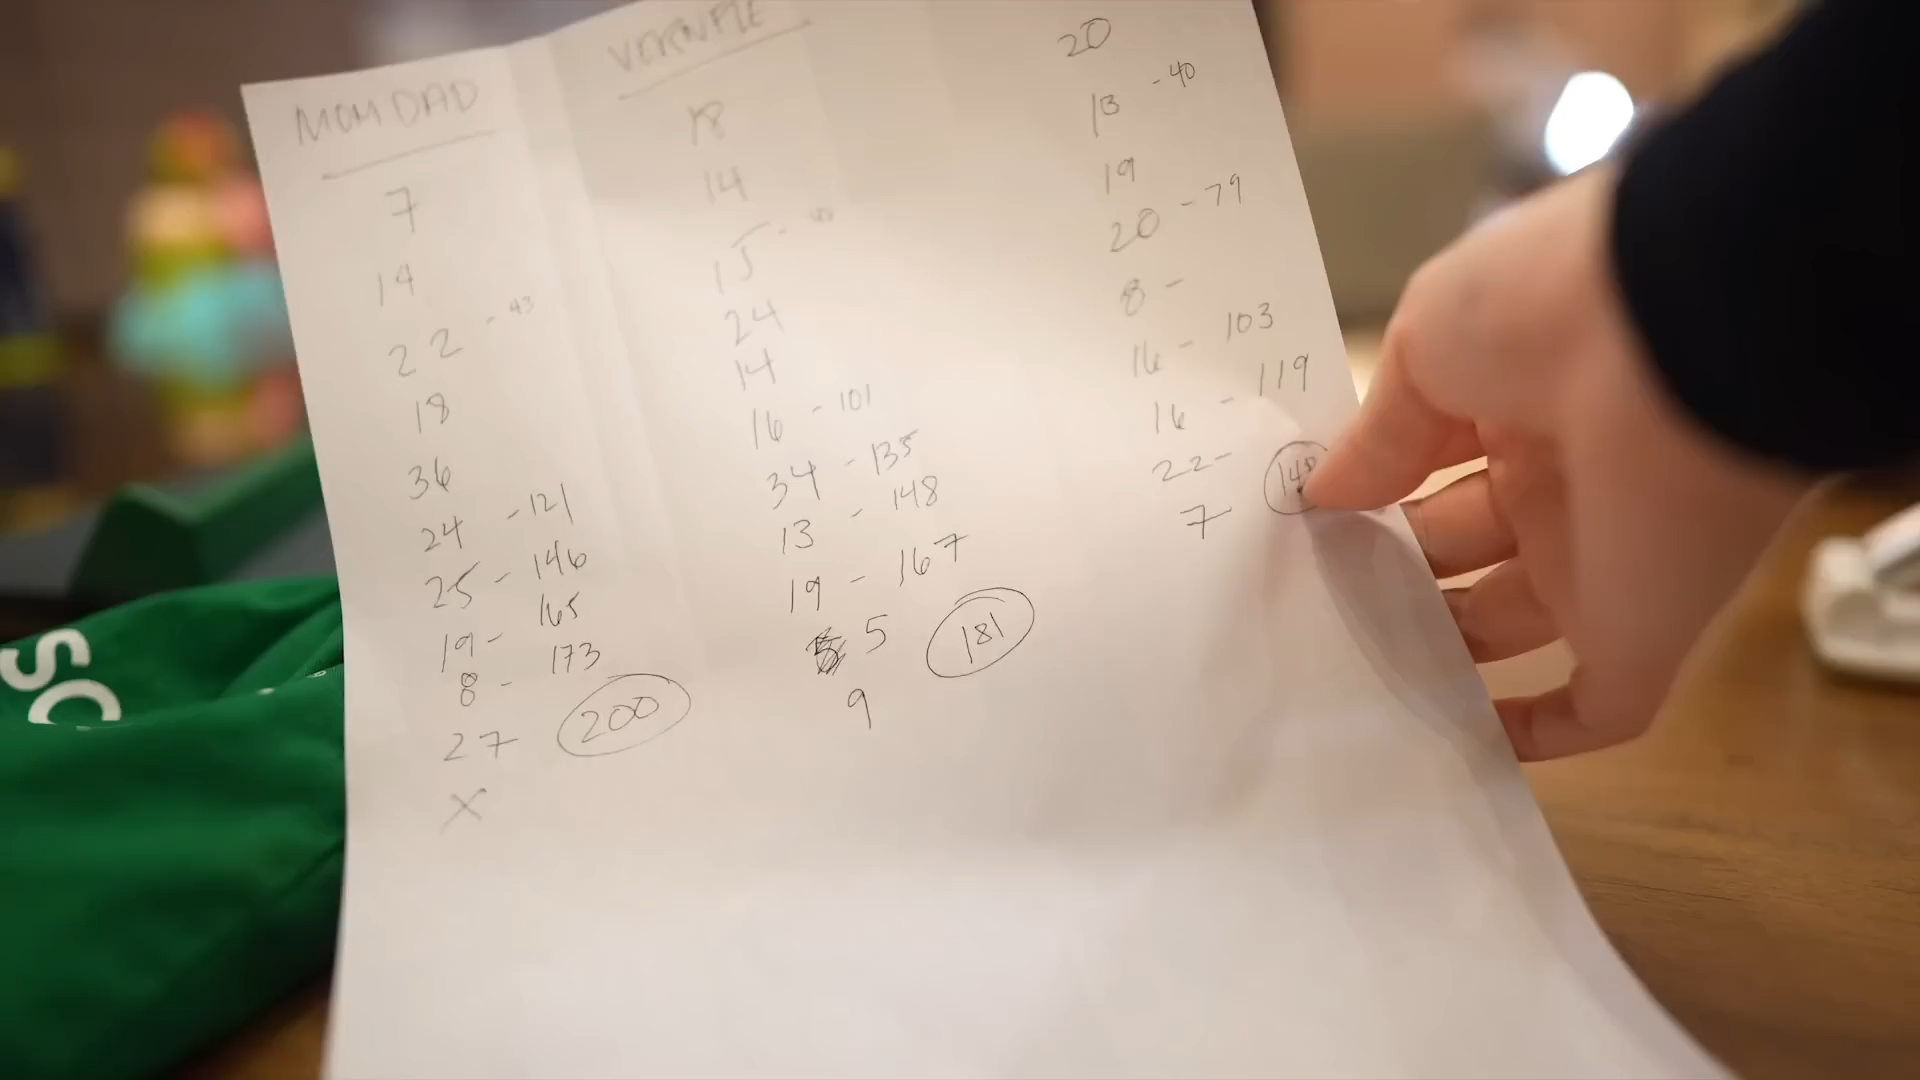 MOM DAD
7
14
22 - 43
18
36
24 - 121
25 - 146
19 - 165
8 - 173
27 200
X
18
14
15 -
24
14
16 - 101
34 - 135
13 - 148
19 - 167
5 181
9
20
13 - 40
19
20 - 79
8 -
16 - 103
16 - 119
22 -
7
SC